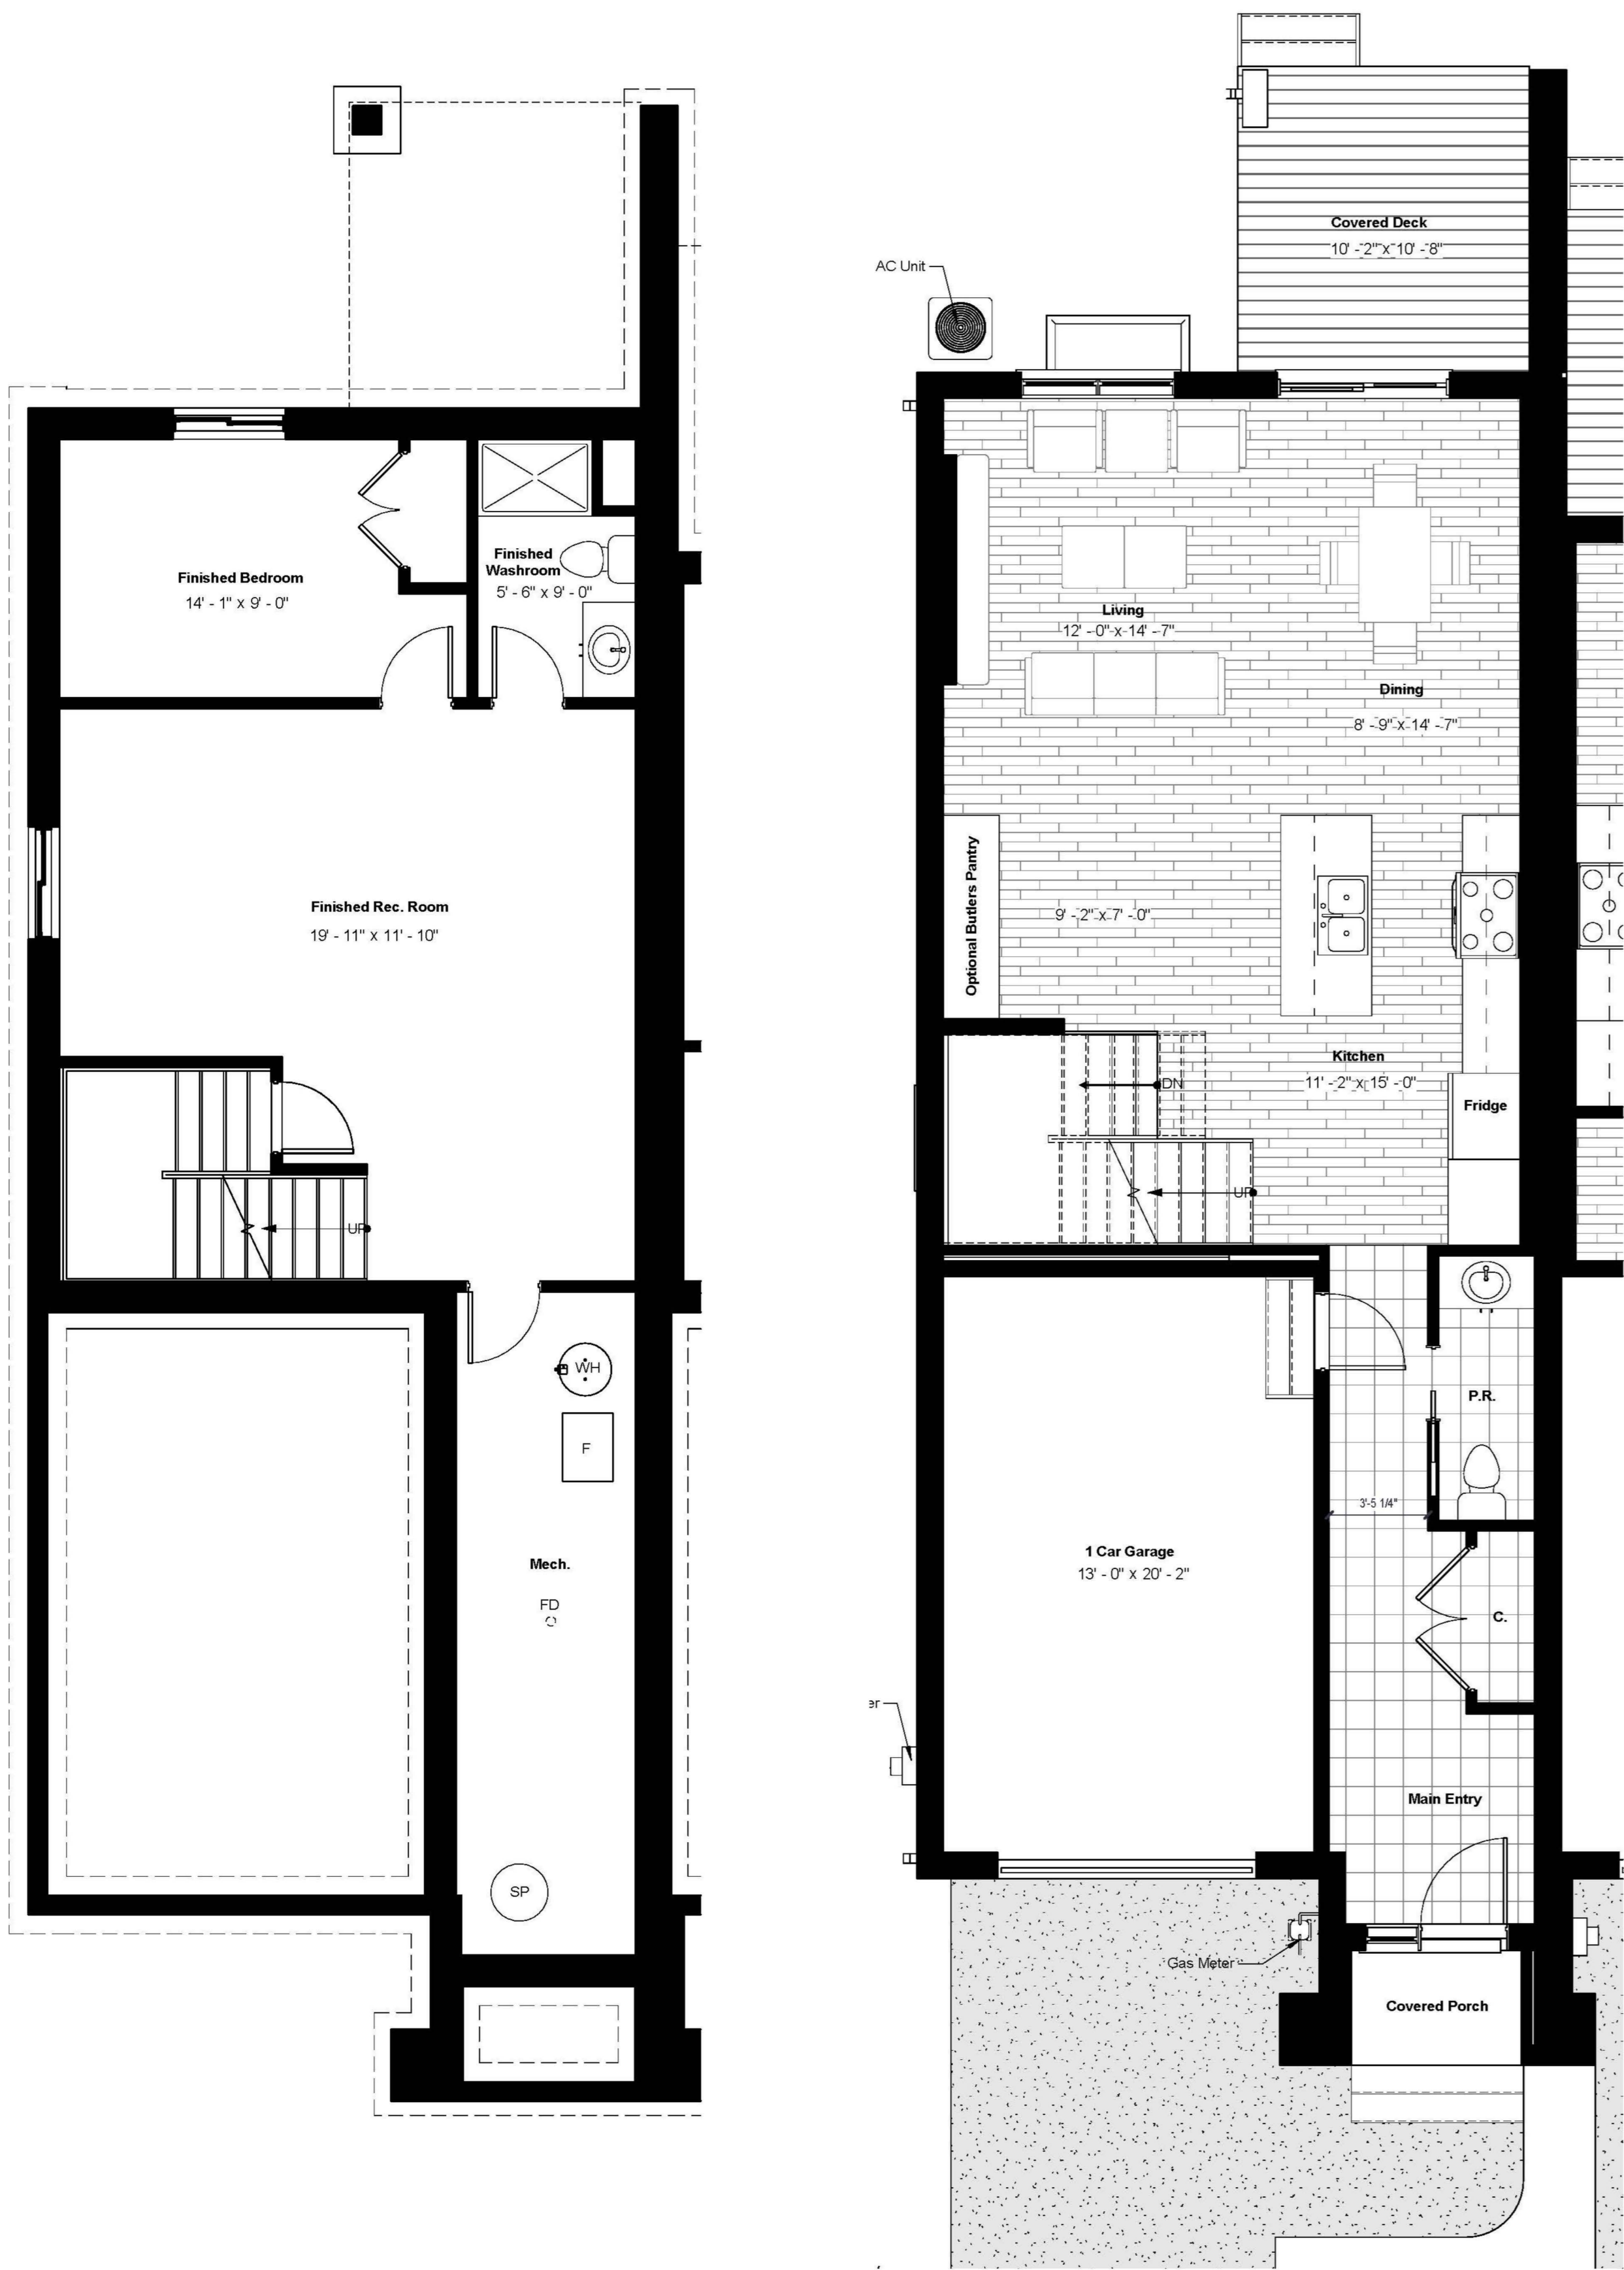 Finished Bedroom
14' - 1" x 9' - 0"
Finished
Washroom
5' - 6" x 9' - 0"
Finished Rec. Room
19' - 11" x 11' - 10"
UP
WH
F
Mech.
FD
SP
Covered Deck
10' - 2" x 10' - 8"
AC Unit
Living
12' - 0" x 14' - 7"
Dining
8' - 9" x 14' - 7"
Optional Butlers Pantry
9' - 2" x 7' - 0"
Kitchen
11' - 2" x 15' - 0"
DN
Fridge
UP
P.R.
3'-5 1/4"
1 Car Garage
13' - 0" x 20' - 2"
C.
er
Main Entry
Gas Meter
Covered Porch